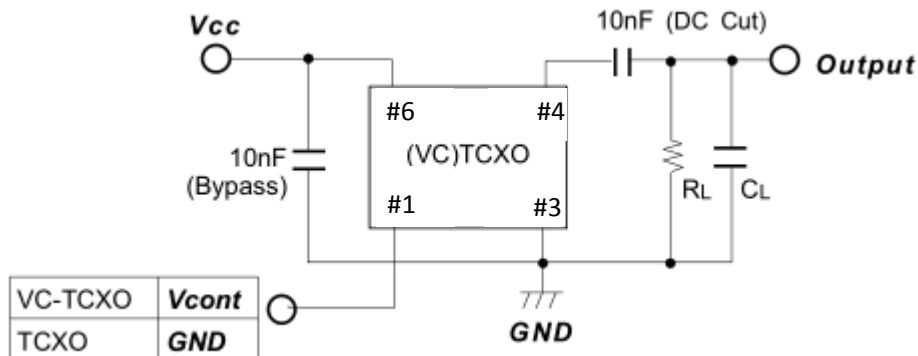 10nF (DC Cut)
Vcc
Output
#6
#4
10nF
(Bypass)
(VC)TCXO
RL
CL
#1
#3
VC-TCXO Vcont
TCXO GND
GND